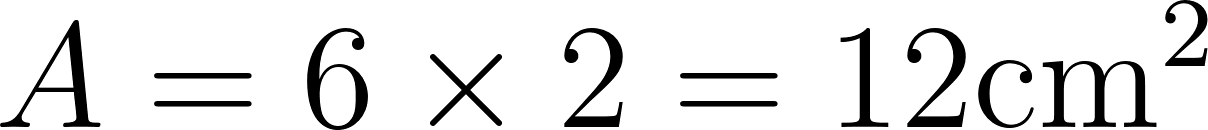 A = 6 × 2 = 12cm²